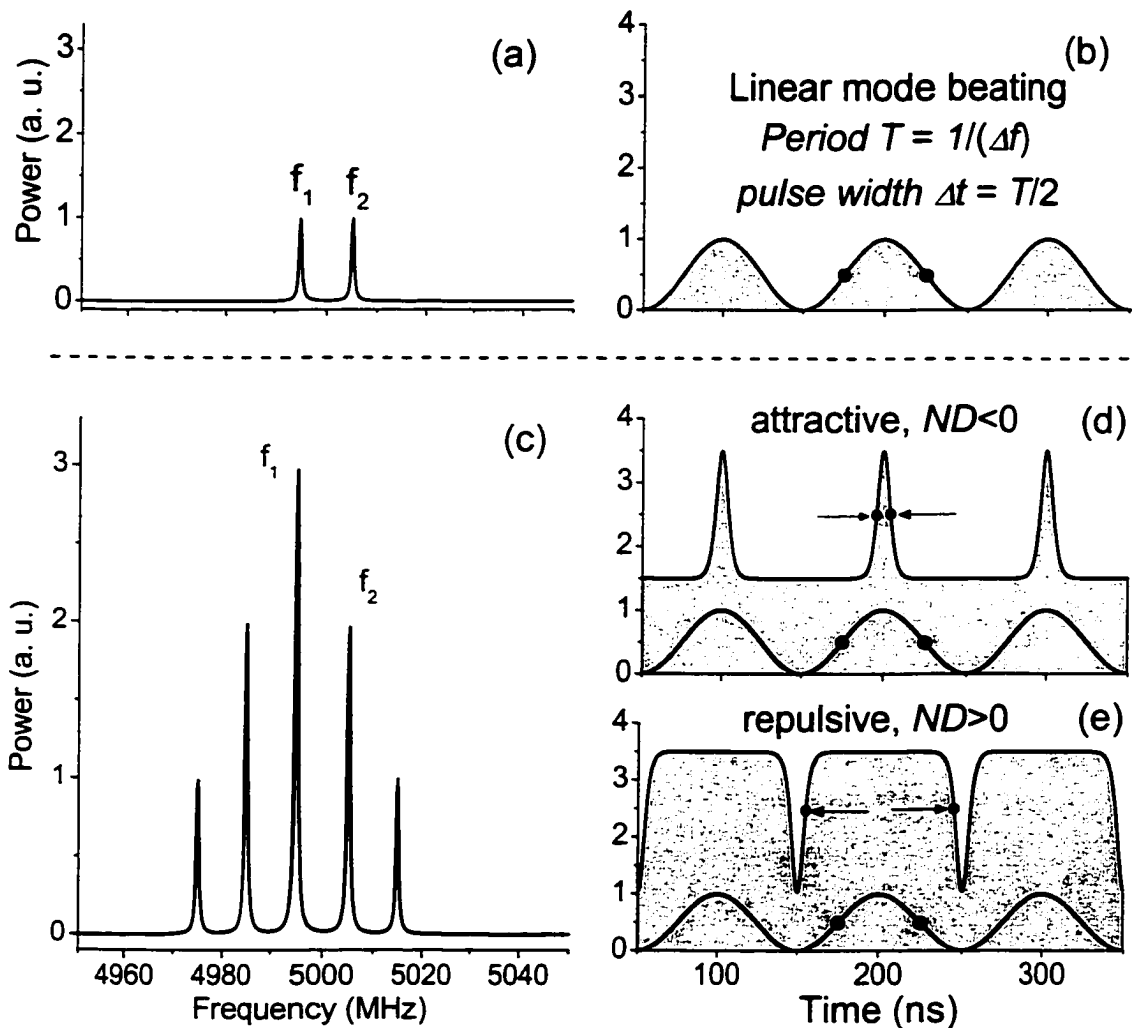 (a)
Power (a. u.)
3
2
1
0
f₁ f₂
(b)
4
3
2
1
0
Linear mode beating
Period T = 1/(Δf)
pulse width Δt = T/2
(c)
Power (a. u.)
3
2
1
0
f₁
f₂
4960 4980 5000 5020 5040
Frequency (MHz)
attractive, ND<0 (d)
4
3
2
1
0
repulsive, ND>0 (e)
4
3
2
1
0
100 200 300
Time (ns)